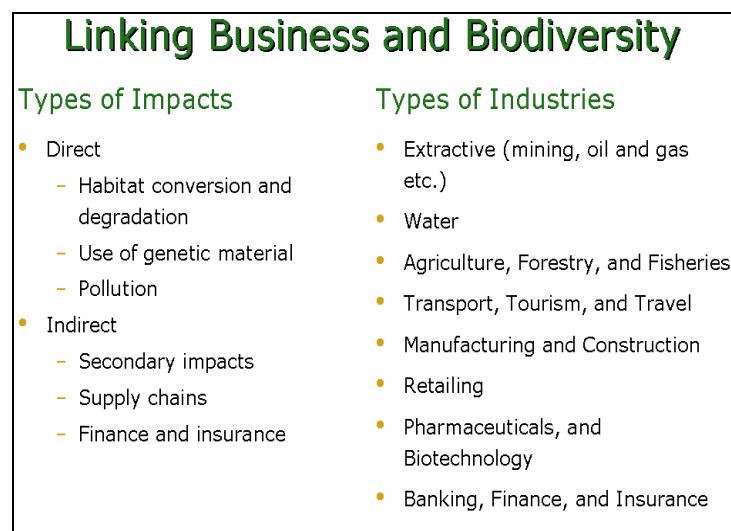 Linking Business and Biodiversity
Types of Impacts
• Direct
– Habitat conversion and
degradation
– Use of genetic material
– Pollution
• Indirect
– Secondary impacts
– Supply chains
– Finance and insurance
Types of Industries
• Extractive (mining, oil and gas
etc.)
• Water
• Agriculture, Forestry, and Fisheries
• Transport, Tourism, and Travel
• Manufacturing and Construction
• Retailing
• Pharmaceuticals, and
Biotechnology
• Banking, Finance, and Insurance